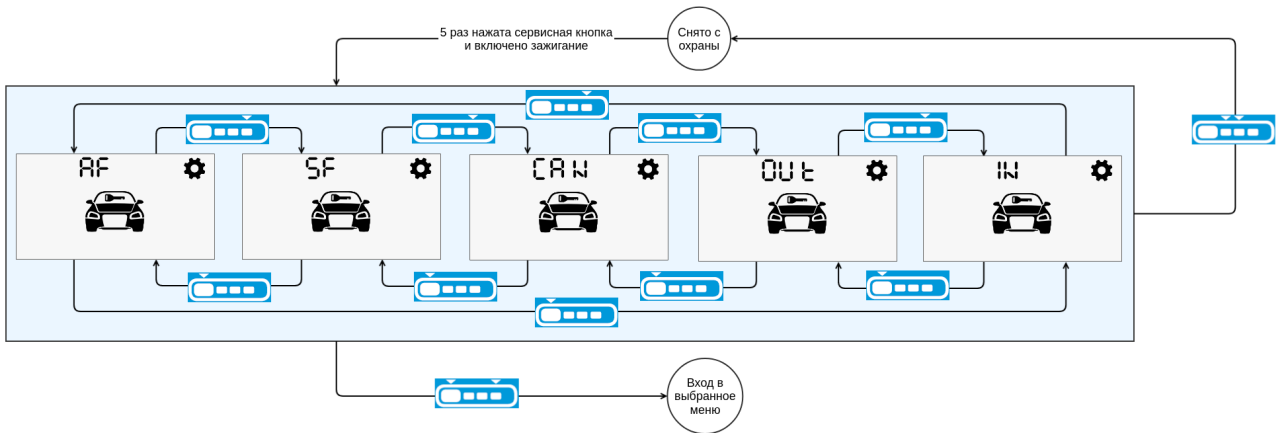 5 раз нажата сервисная кнопка
и включено зажигание
Снято с
охраны
AF
SF
CAN
OUt
IN
Вход в
выбранное
меню